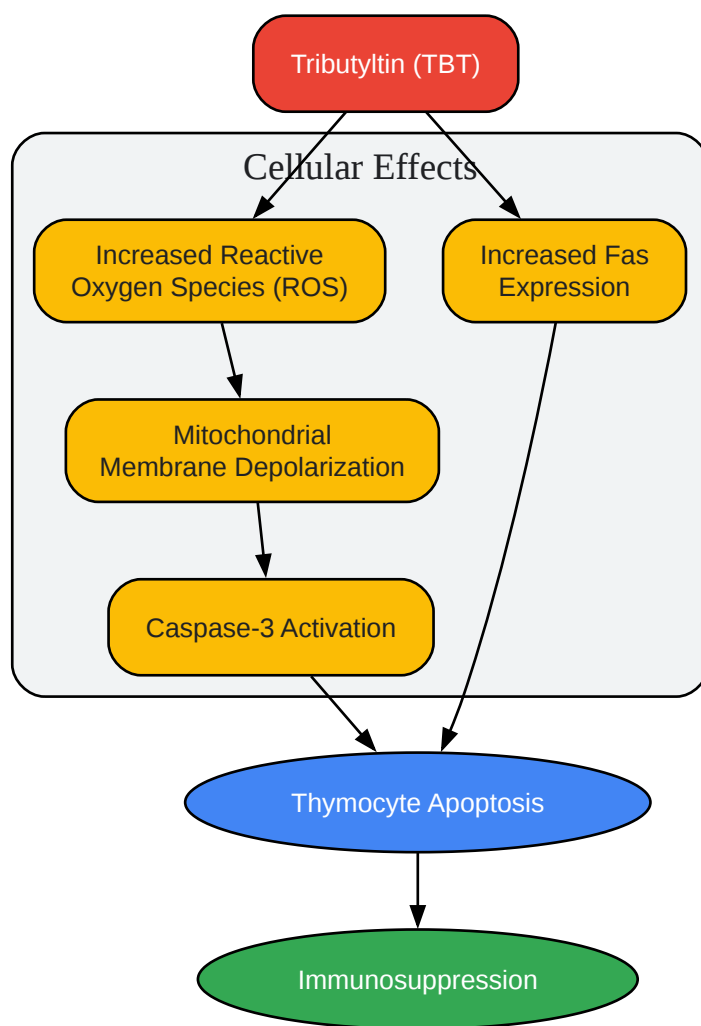 Tributyltin (TBT)
Cellular Effects
Increased Reactive
Oxygen Species (ROS)
Increased Fas
Expression
Mitochondrial
Membrane Depolarization
Caspase-3 Activation
Thymocyte Apoptosis
Immunosuppression